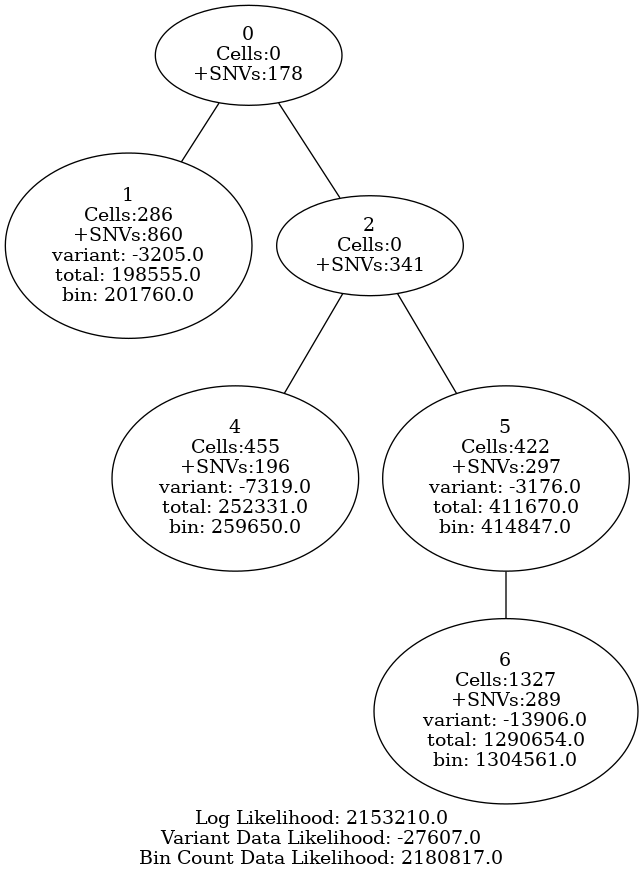 0
Cells:0
+SNVs:178
1
Cells:286
+SNVs:860
variant: -3205.0
total: 198555.0
bin: 201760.0
2
Cells:0
+SNVs:341
4
Cells:455
+SNVs:196
variant: -7319.0
total: 252331.0
bin: 259650.0
5
Cells:422
+SNVs:297
variant: -3176.0
total: 411670.0
bin: 414847.0
6
Cells:1327
+SNVs:289
variant: -13906.0
total: 1290654.0
bin: 1304561.0
Log Likelihood: 2153210.0
Variant Data Likelihood: -27607.0
Bin Count Data Likelihood: 2180817.0